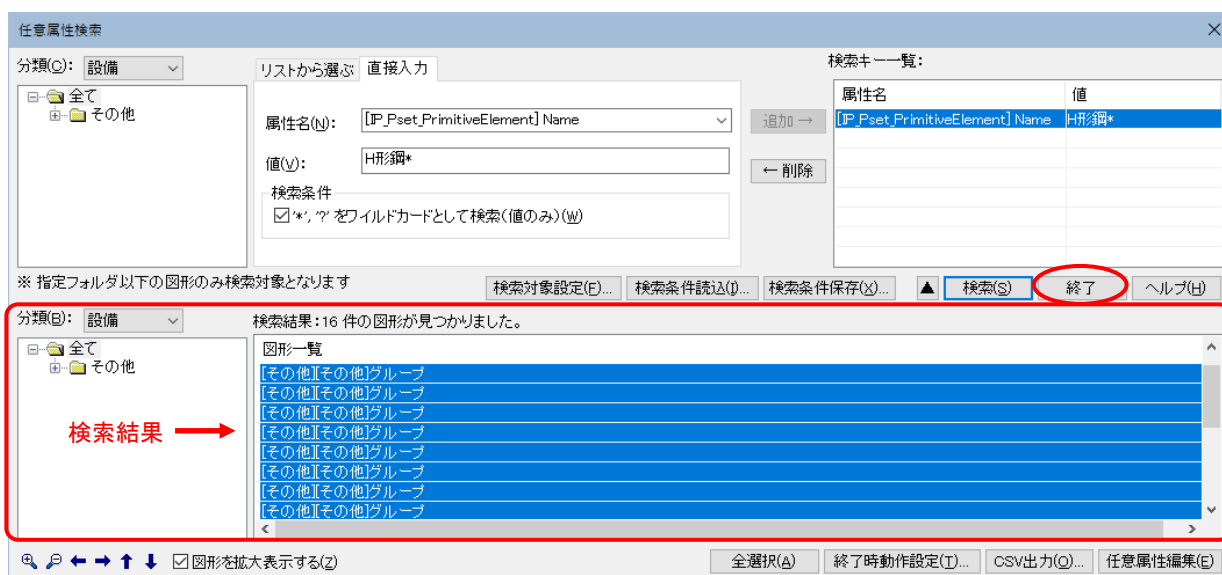 任意属性検索
分類(C): 設備
全て
その他
リストから選ぶ 直接入力
属性名(N): [IP_Pset_PrimitiveElement] Name
値(V): H形鋼*
検索条件
'*', '?' をワイルドカードとして検索(値のみ)(W)
追加→
←削除
検索キー一覧:
属性名 値
[IP_Pset_PrimitiveElement] Name H形鋼*
※ 指定フォルダ以下の図形のみ検索対象となります
検索対象設定(F)... 検索条件読込(I)... 検索条件保存(X)... ▲ 検索(S) 終了 ヘルプ(H)
分類(B): 設備
検索結果:16 件の図形が見つかりました。
全て
その他
検索結果
図形一覧
[その他][その他]グループ
[その他][その他]グループ
[その他][その他]グループ
[その他][その他]グループ
[その他][その他]グループ
[その他][その他]グループ
[その他][その他]グループ
[その他][その他]グループ
図形を拡大表示する(Z)
全選択(A) 終了時動作設定(T)... CSV出力(O)... 任意属性編集(E)